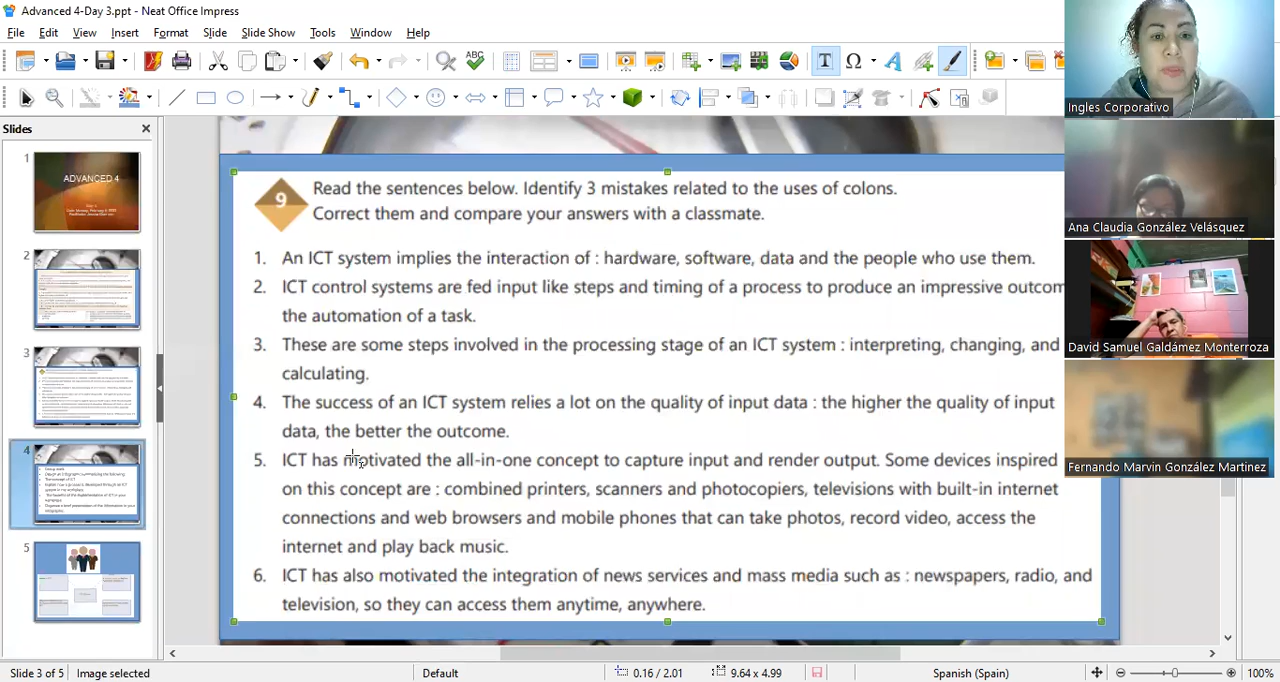 Advanced 4-Day 3.ppt - Neat Office Impress
File Edit View Insert Format Slide Slide Show Tools Window Help
Slides
1
ADVANCED 4
2
3
4
5
9
Read the sentences below. Identify 3 mistakes related to the uses of colons.
Correct them and compare your answers with a classmate.
1. An ICT system implies the interaction of : hardware, software, data and the people who use them.
2. ICT control systems are fed input like steps and timing of a process to produce an impressive outcom
the automation of a task.
3. These are some steps involved in the processing stage of an ICT system : interpreting, changing, and
calculating.
4. The success of an ICT system relies a lot on the quality of input data : the higher the quality of input
data, the better the outcome.
5. ICT has motivated the all-in-one concept to capture input and render output. Some devices inspired
on this concept are : combined printers, scanners and photocopiers, televisions with built-in internet
connections and web browsers and mobile phones that can take photos, record video, access the
internet and play back music.
6. ICT has also motivated the integration of news services and mass media such as : newspapers, radio, and
television, so they can access them anytime, anywhere.
Ingles Corporativo
Ana Claudia González Velásquez
David Samuel Galdámez Monterroza
Fernando Marvin González Martinez
Slide 3 of 5 Image selected Default 0.16 / 2.01 9.64 x 4.99 Spanish (Spain) 100%